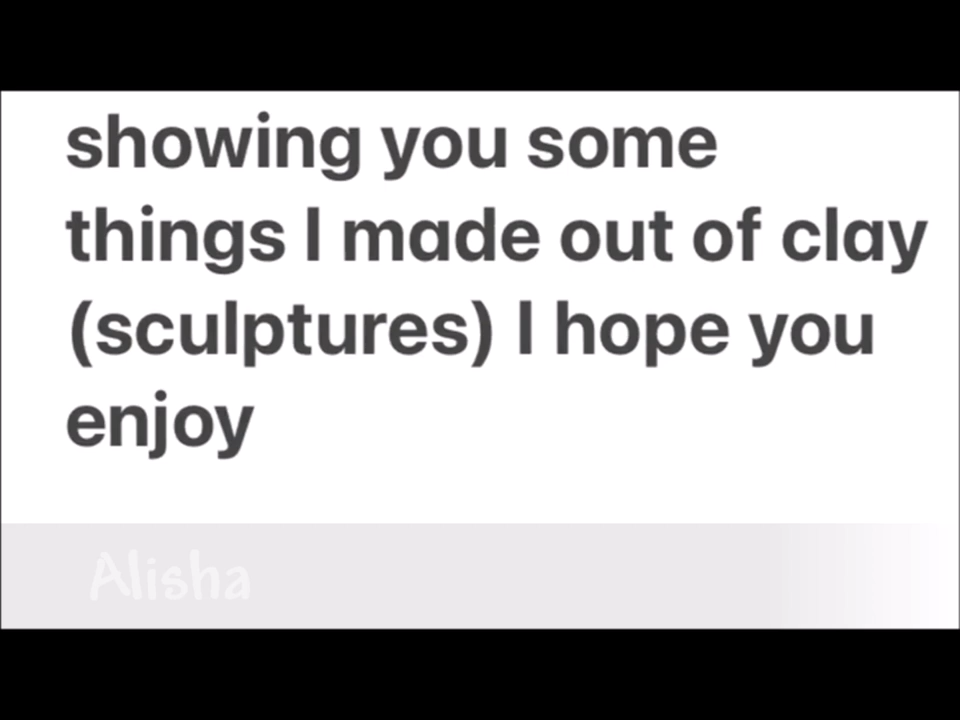 showing you some
things I made out of clay
(sculptures) I hope you
enjoy
Alisha